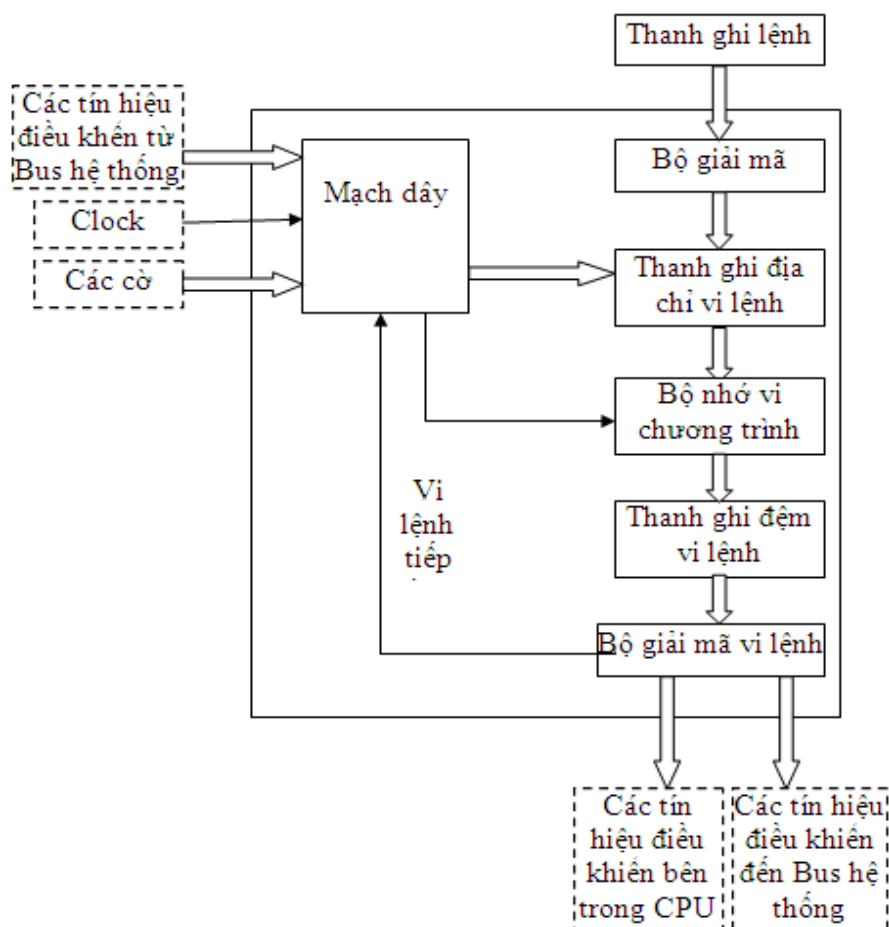 Thanh ghi lệnh
Các tín hiệu
điều khến từ
Bus hệ thống
Clock
Các cờ
Mạch dây
Bộ giải mã
Thanh ghi địa
chỉ vi lệnh
Bộ nhớ vi
chương trình
Vi
lệnh
tiếp
Thanh ghi đệm
vi lệnh
Bộ giải mã vi lệnh
Các tín
hiệu điều
khiến bên
trong CPU
Các tín hiệu
điều khiến
đến Bus hệ
thống